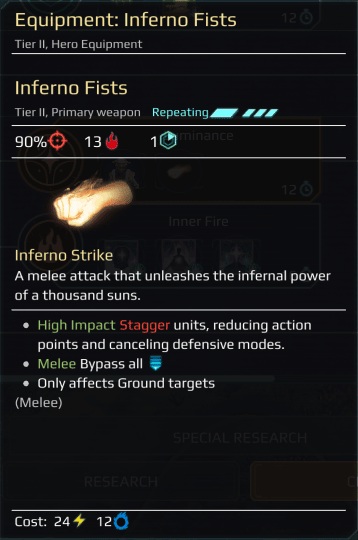 Equipment: Inferno Fists
12
Tier II, Hero Equipment
Inferno Fists
Tier II, Primary weapon Repeating
90% 13 1
12
Inner Fire
Inferno Strike
A melee attack that unleashes the infernal power
of a thousand suns.
High Impact Stagger units, reducing action
points and canceling defensive modes.
Melee Bypass all
Only affects Ground targets
(Melee)
SPECIAL RESEARCH
RESEARCH
Cost: 24 12